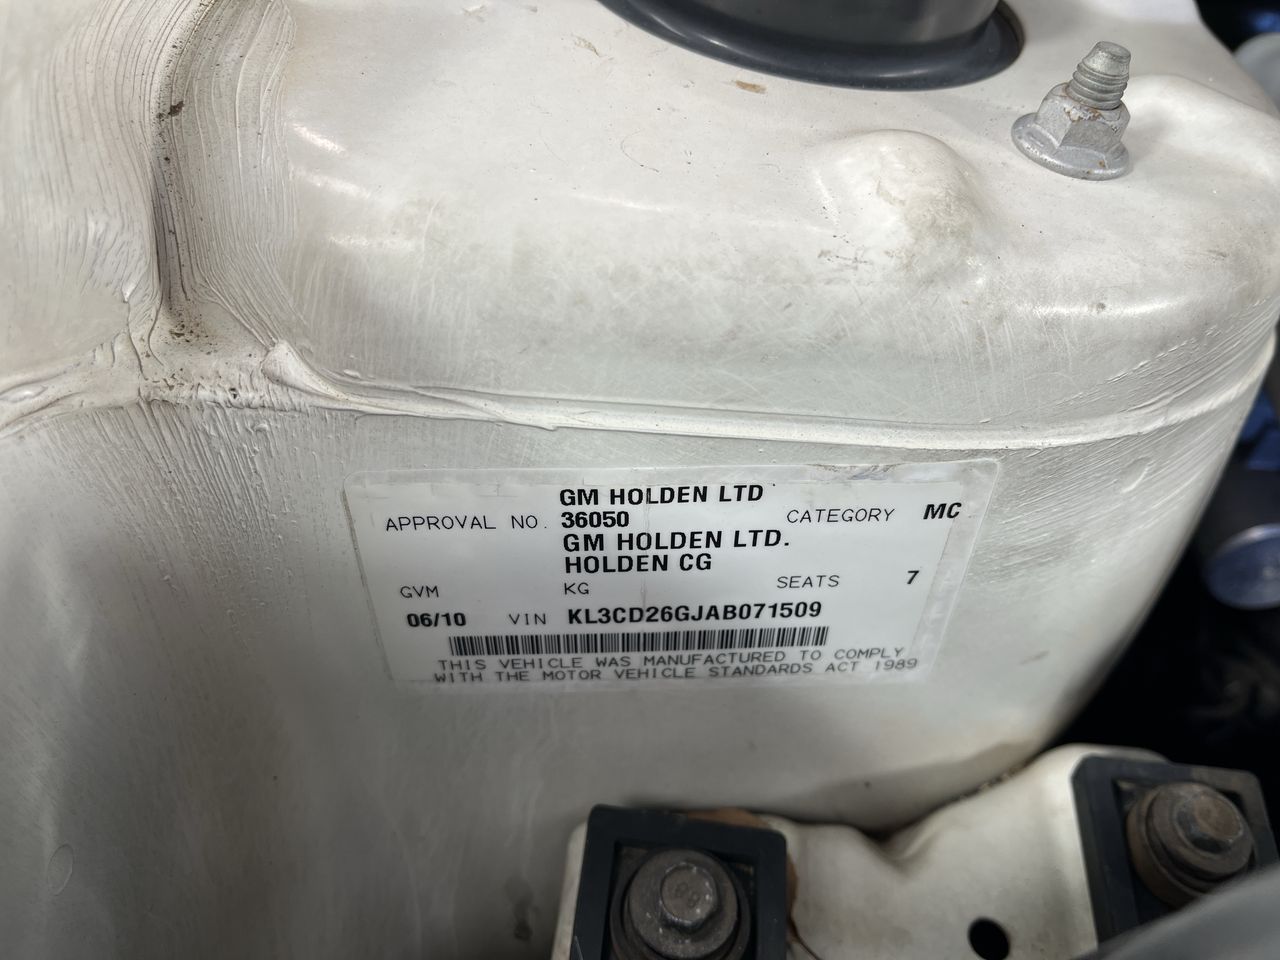 GM HOLDEN LTD
APPROVAL NO. 36050 CATEGORY MC
GM HOLDEN LTD.
HOLDEN CG
GVM KG SEATS 7
06/10 VIN KL3CD26GJAB071509
THIS VEHICLE WAS MANUFACTURED TO COMPLY
WITH THE MOTOR VEHICLE STANDARDS ACT 1989